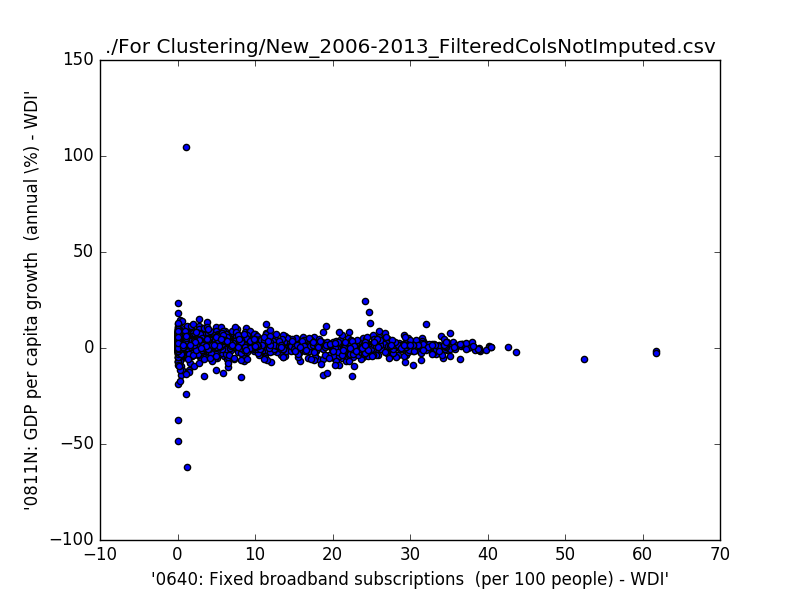 ./For Clustering/New_2006-2013_FilteredColsNotImputed.csv
150
100
50
0
−50
−100
−10 0 10 20 30 40 50 60 70
'0811N: GDP per capita growth  (annual \%) - WDI'
'0640: Fixed broadband subscriptions  (per 100 people) - WDI'